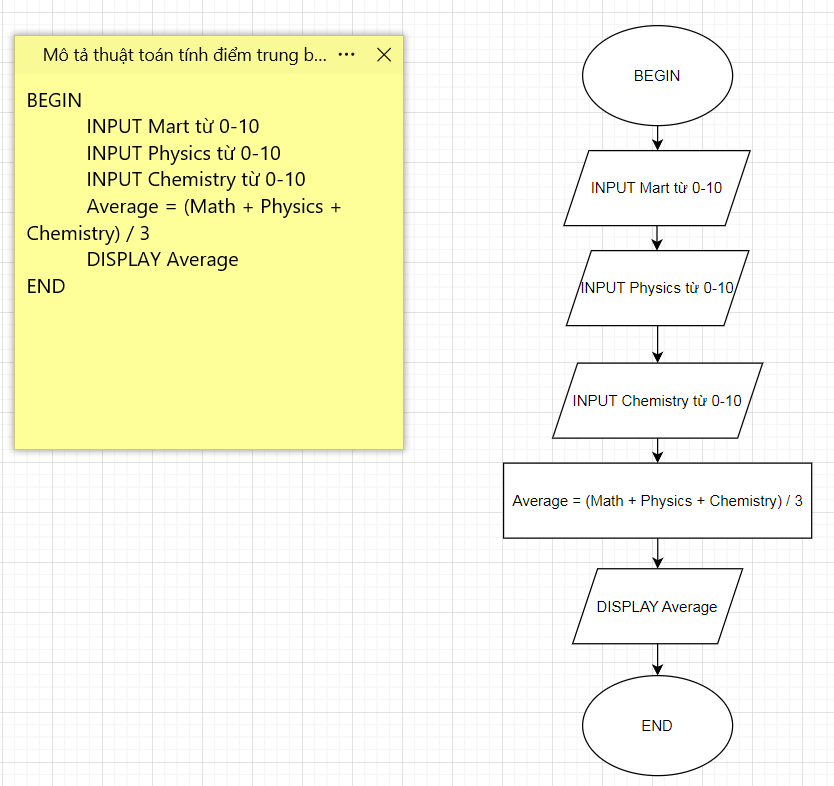 Mô tả thuật toán tính điểm trung b...
BEGIN
INPUT Mart từ 0-10
INPUT Physics từ 0-10
INPUT Chemistry từ 0-10
Average = (Math + Physics +
Chemistry) / 3
DISPLAY Average
END
BEGIN
INPUT Mart từ 0-10
INPUT Physics từ 0-10
INPUT Chemistry từ 0-10
Average = (Math + Physics + Chemistry) / 3
DISPLAY Average
END